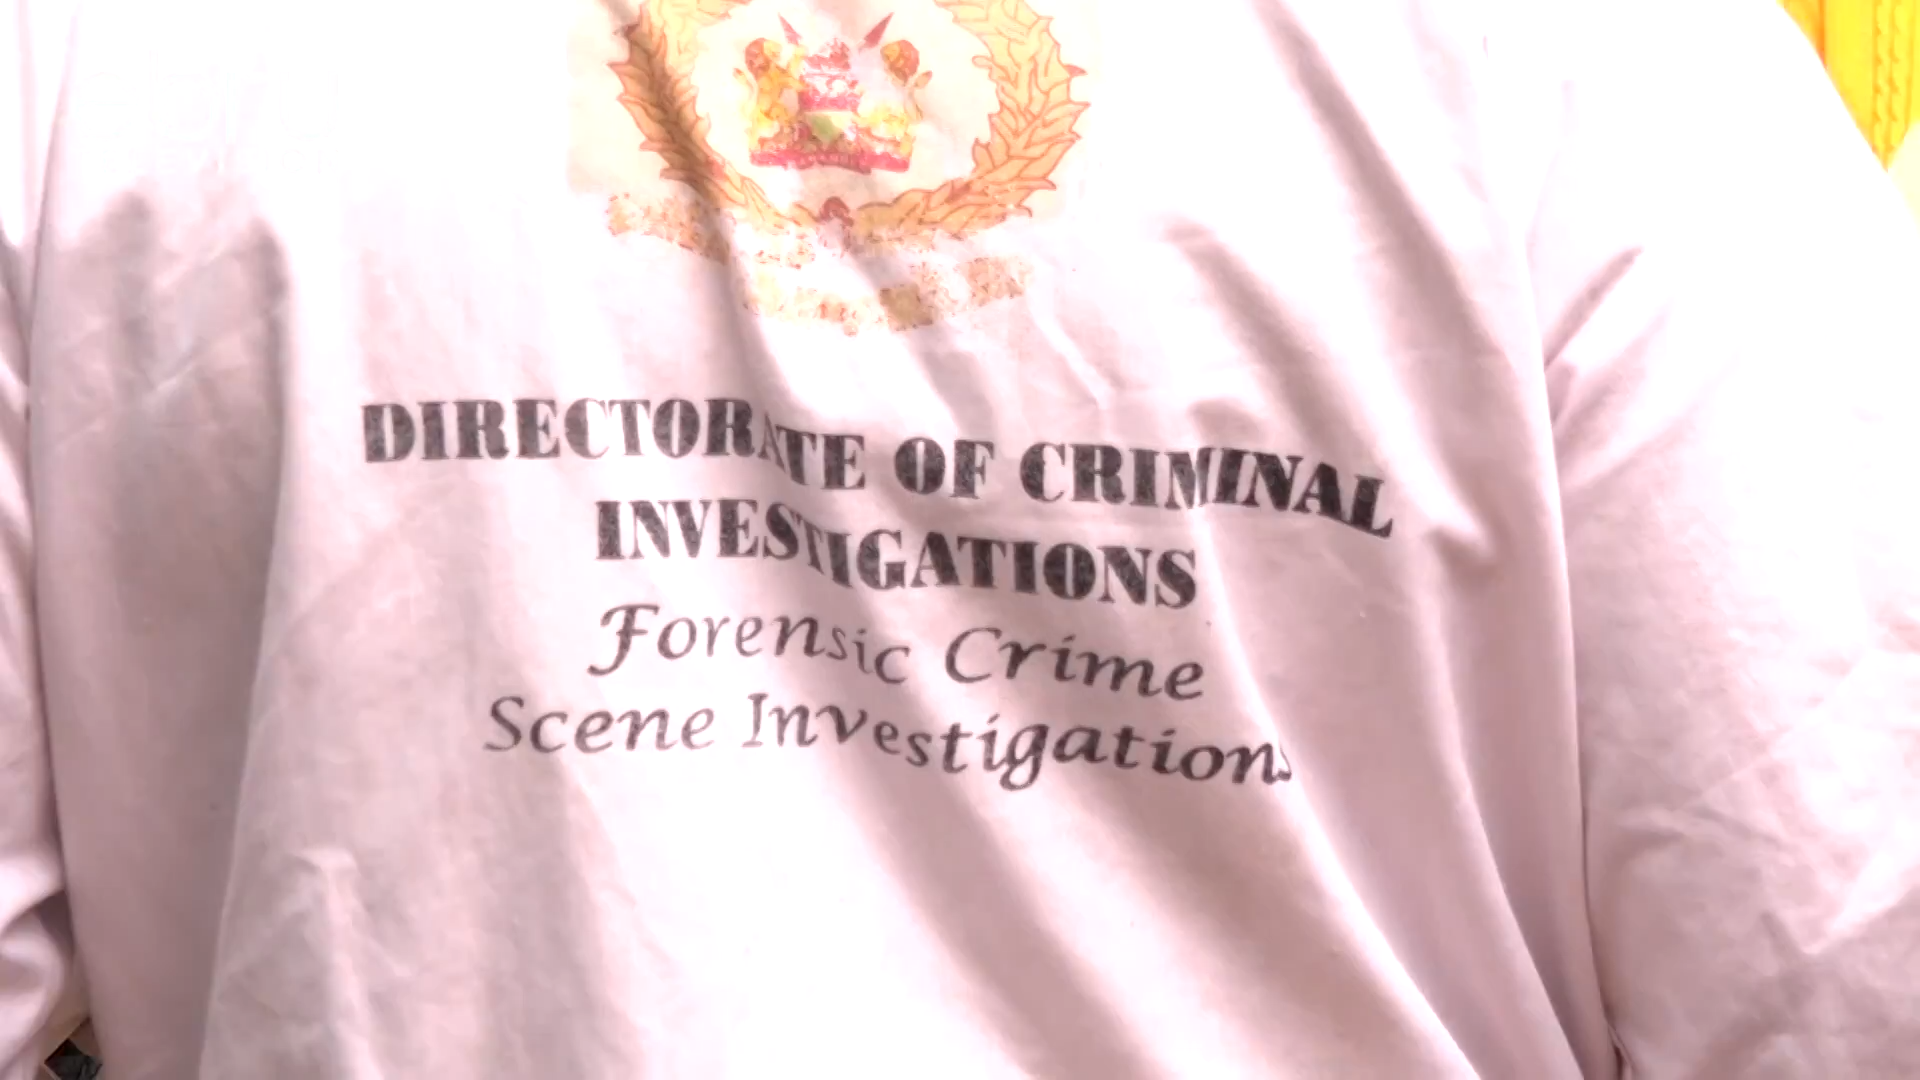 DIRECTORATE OF CRIMINAL
INVESTIGATIONS
Forensic Crime
Scene Investigations